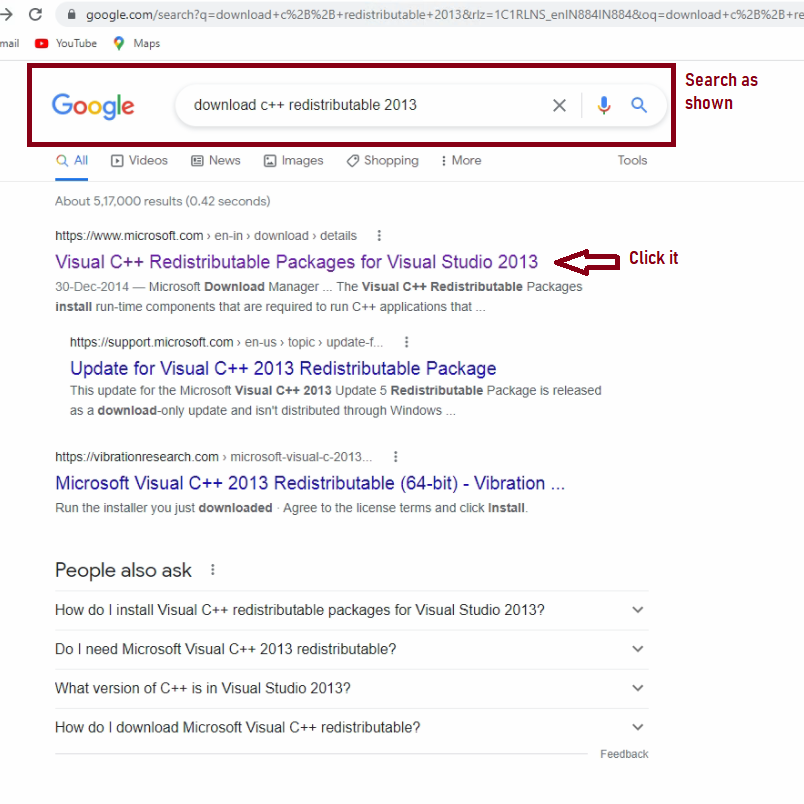 google.com/search?q=download+c%2B%2B+redistributable+2013&rlz=1C1RLNS_enIN884IN884&oq=download+c%2B%2B+re
mail YouTube Maps
Google download c++ redistributable 2013
Search as
shown
All Videos News Images Shopping More Tools
About 5,17,000 results (0.42 seconds)
https://www.microsoft.com › en-in › download › details
Visual C++ Redistributable Packages for Visual Studio 2013
Click it
30-Dec-2014 — Microsoft Download Manager ... The Visual C++ Redistributable Packages
install run-time components that are required to run C++ applications that ...
https://support.microsoft.com › en-us › topic › update-f...
Update for Visual C++ 2013 Redistributable Package
This update for the Microsoft Visual C++ 2013 Update 5 Redistributable Package is released
as a download-only update and isn't distributed through Windows ...
https://vibrationresearch.com › microsoft-visual-c-2013...
Microsoft Visual C++ 2013 Redistributable (64-bit) - Vibration ...
Run the installer you just downloaded · Agree to the license terms and click Install.
People also ask
How do I install Visual C++ redistributable packages for Visual Studio 2013?
Do I need Microsoft Visual C++ 2013 redistributable?
What version of C++ is in Visual Studio 2013?
How do I download Microsoft Visual C++ redistributable?
Feedback